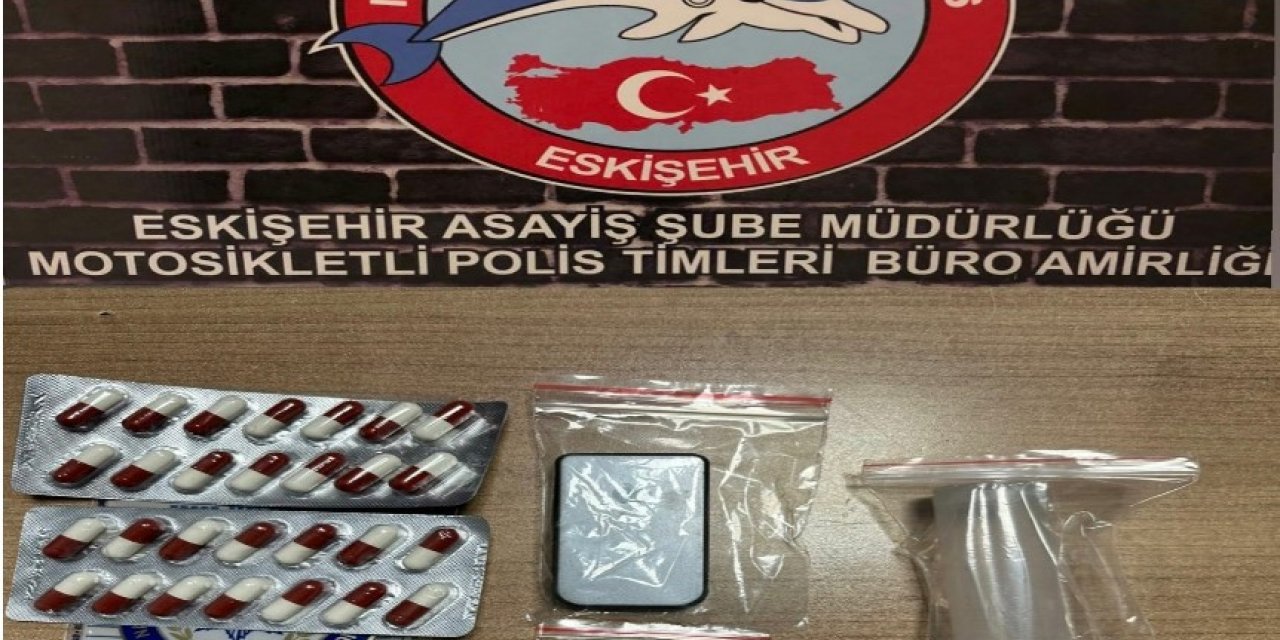 ESKİŞEHİR
ESKİŞEHİR ASAYİŞ ŞUBE MÜDÜRLÜĞÜ
MOTOSİKLETLİ POLİS TİMLERİ BÜRO AMİRLİĞİ